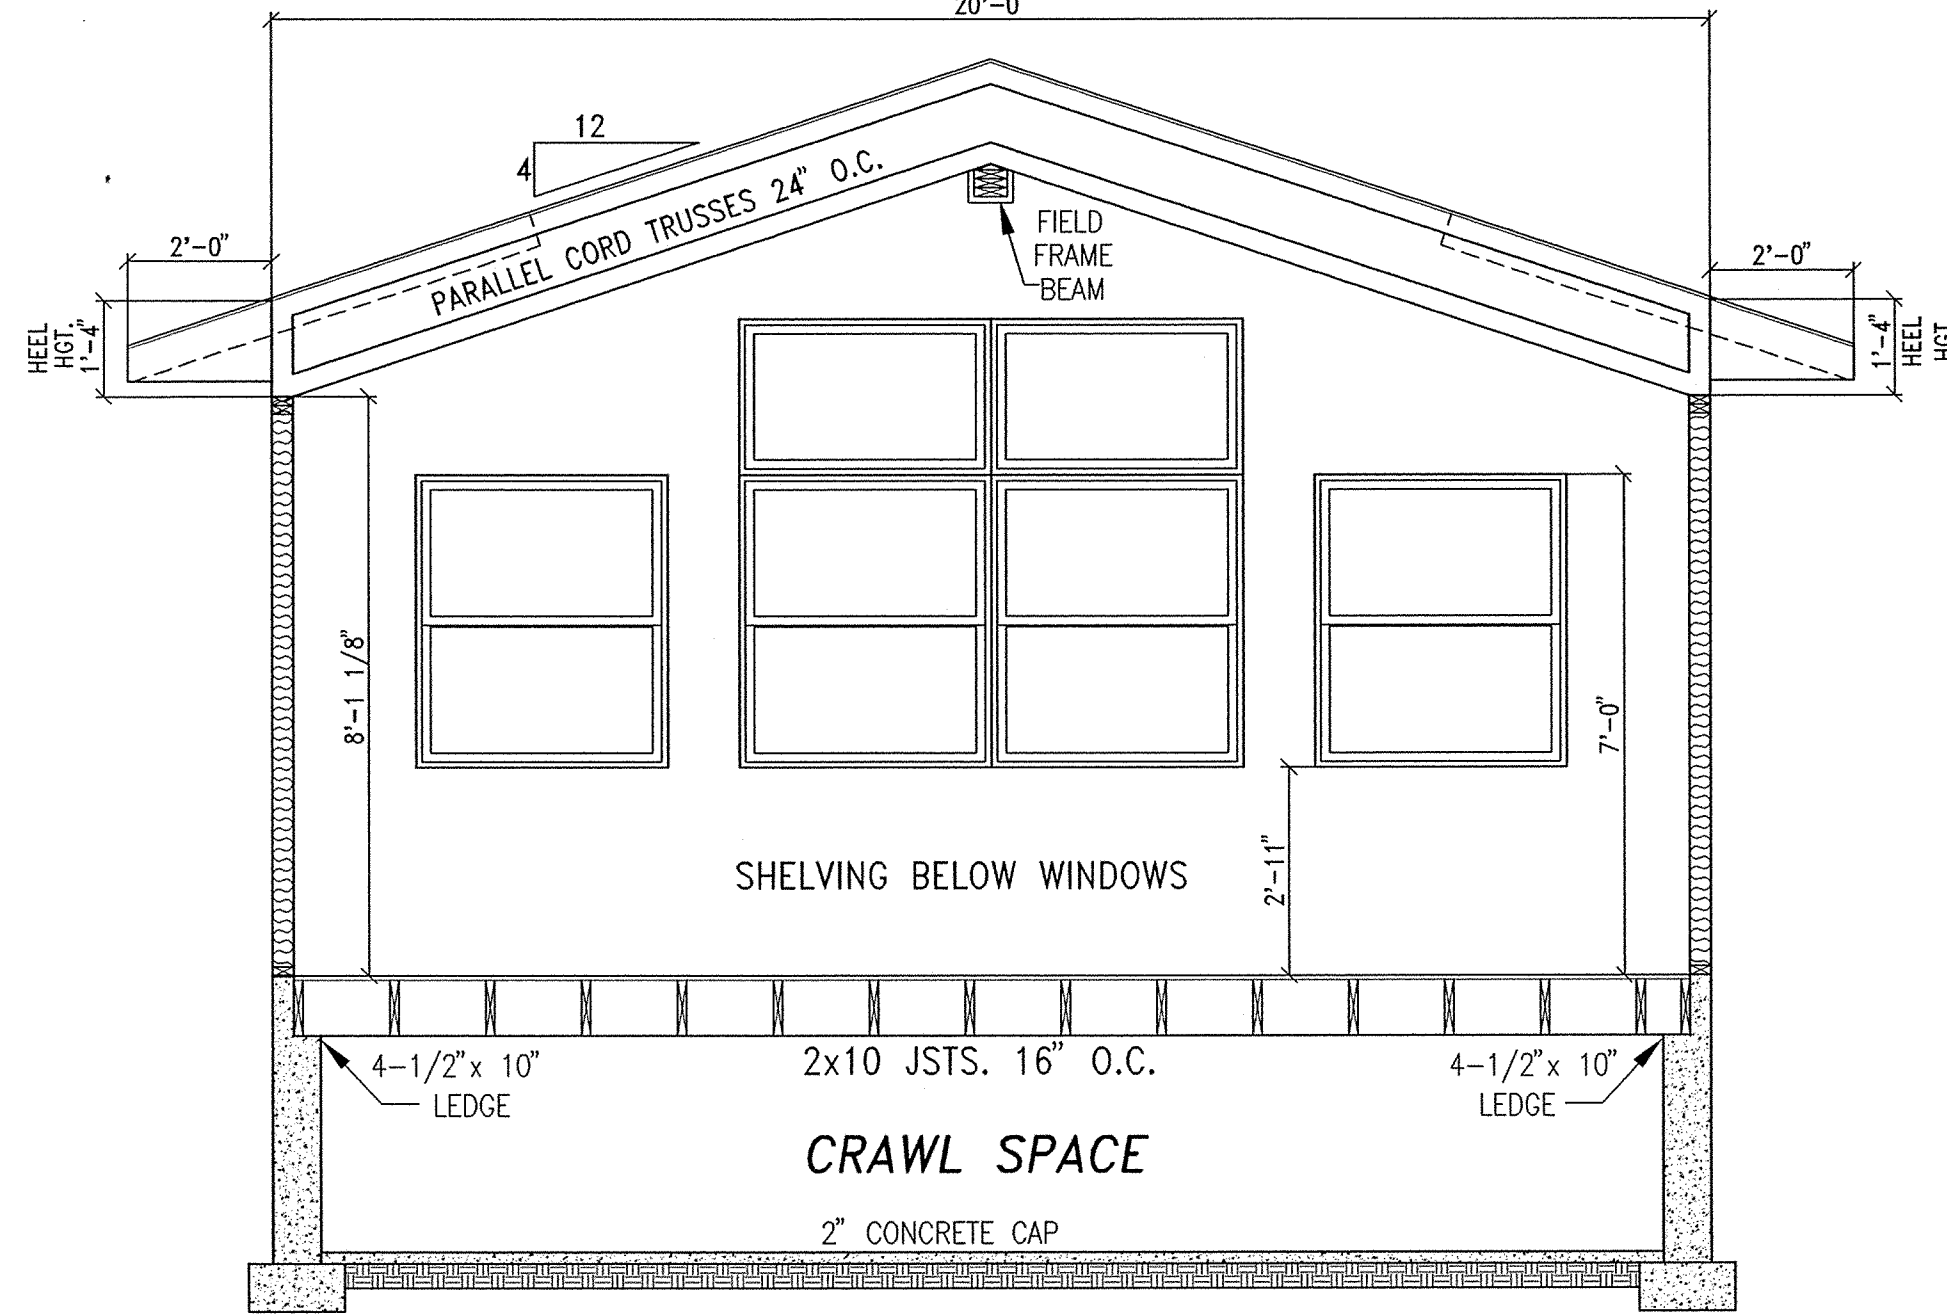 20'-0
12
4
PARALLEL CORD TRUSSES 24" O.C.
2'-0"
2'-0"
FIELD
FRAME
BEAM
HEEL
HGT.
1'-4"
1'-4"
HEEL
HGT
8'-1 1/8"
7'-0"
2'-11"
SHELVING BELOW WINDOWS
4-1/2"x 10"
LEDGE
2x10 JSTS. 16" O.C.
4-1/2"x 10"
LEDGE
CRAWL SPACE
2" CONCRETE CAP